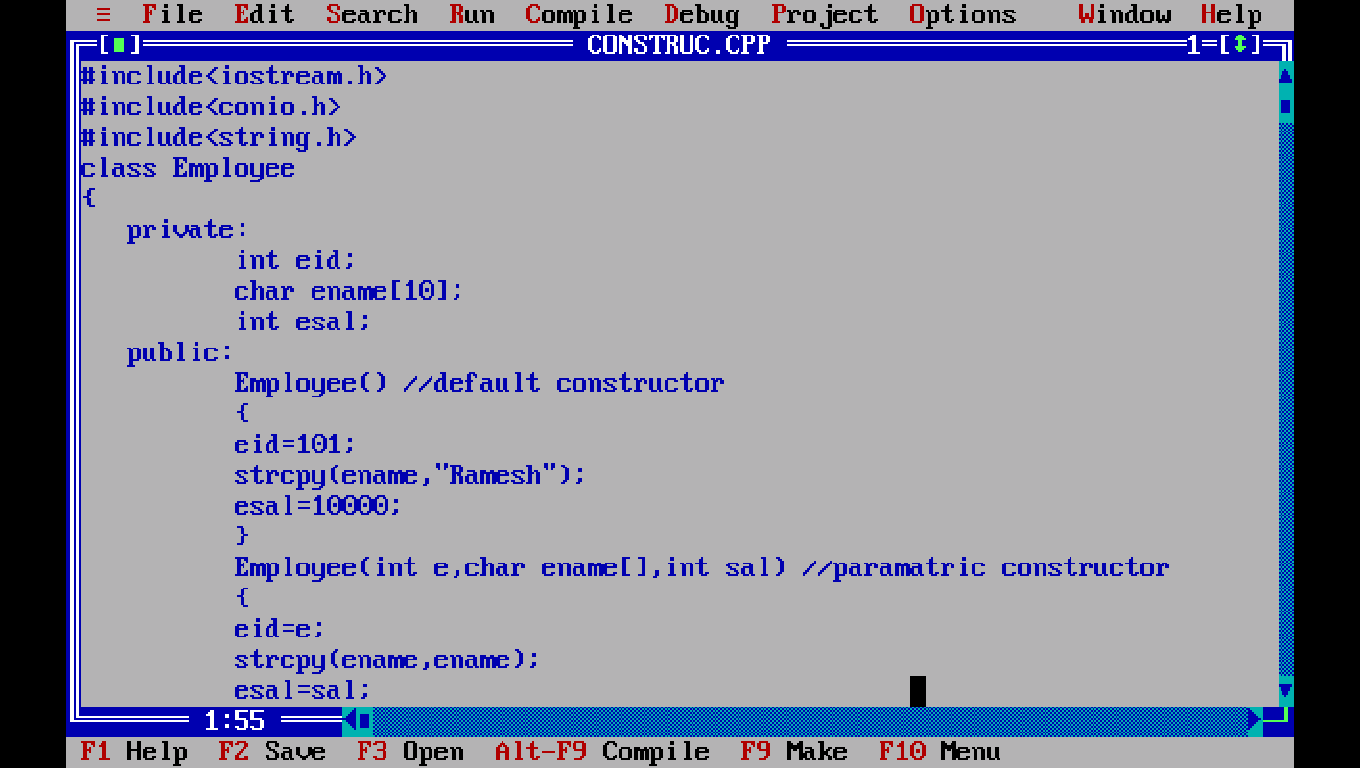 ≡ File Edit Search Run Compile Debug Project Options Window Help
[■] CONSTRUC.CPP 1=[↕]
#include<iostream.h>
#include<conio.h>
#include<string.h>
class Employee
{
private:
int eid;
char ename[10];
int esal;
public:
Employee() //default constructor
{
eid=101;
strcpy(ename,"Ramesh");
esal=10000;
}
Employee(int e,char ename[],int sal) //paramatric constructor
{
eid=e;
strcpy(ename,ename);
esal=sal;
1:55
F1 Help F2 Save F3 Open Alt-F9 Compile F9 Make F10 Menu